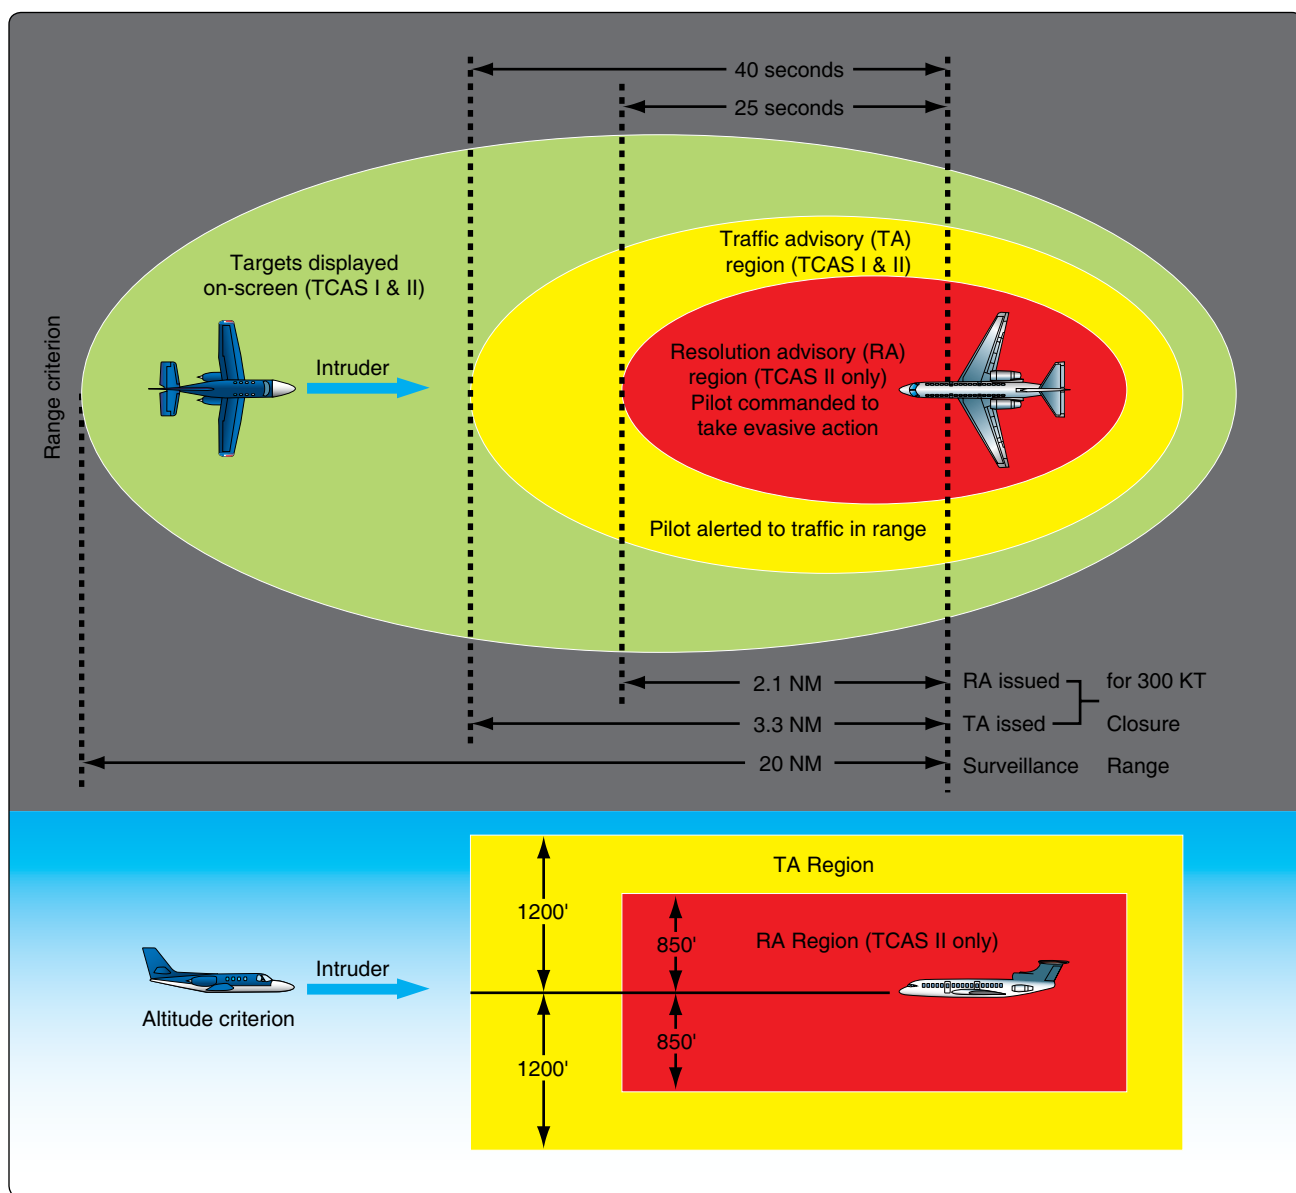 40 seconds
25 seconds
Traffic advisory (TA)
region (TCAS I & II)
Targets displayed
on-screen (TCAS I & II)
Range criterion
Intruder
Resolution advisory (RA)
region (TCAS II only)
Pilot commanded to
take evasive action
Pilot alerted to traffic in range
2.1 NM RA issued for 300 KT
3.3 NM TA issed Closure
20 NM Surveillance Range
TA Region
1200'
850'
RA Region (TCAS II only)
Intruder
Altitude criterion
850'
1200'